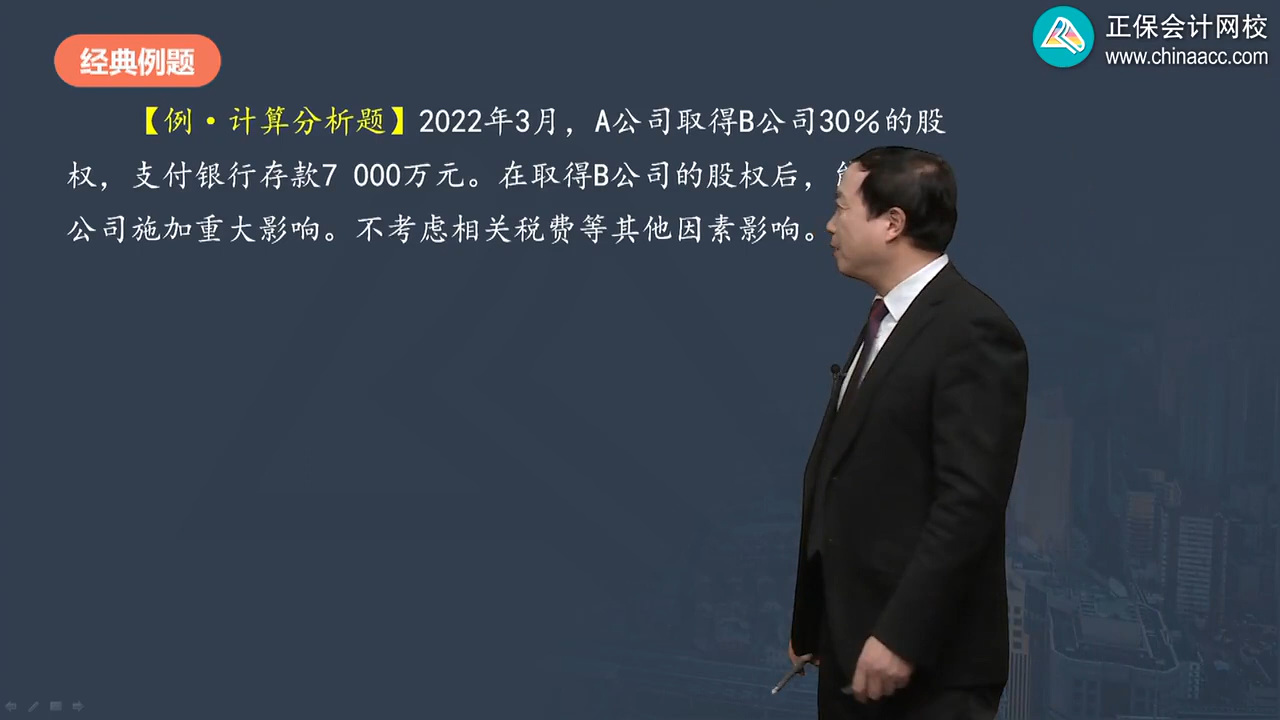 正保会计网校
www.chinaacc.com
经典例题
【例·计算分析题】2022年3月，A公司取得B公司30%的股
权，支付银行存款7 000万元。在取得B公司的股权后，
公司施加重大影响。不考虑相关税费等其他因素影响。